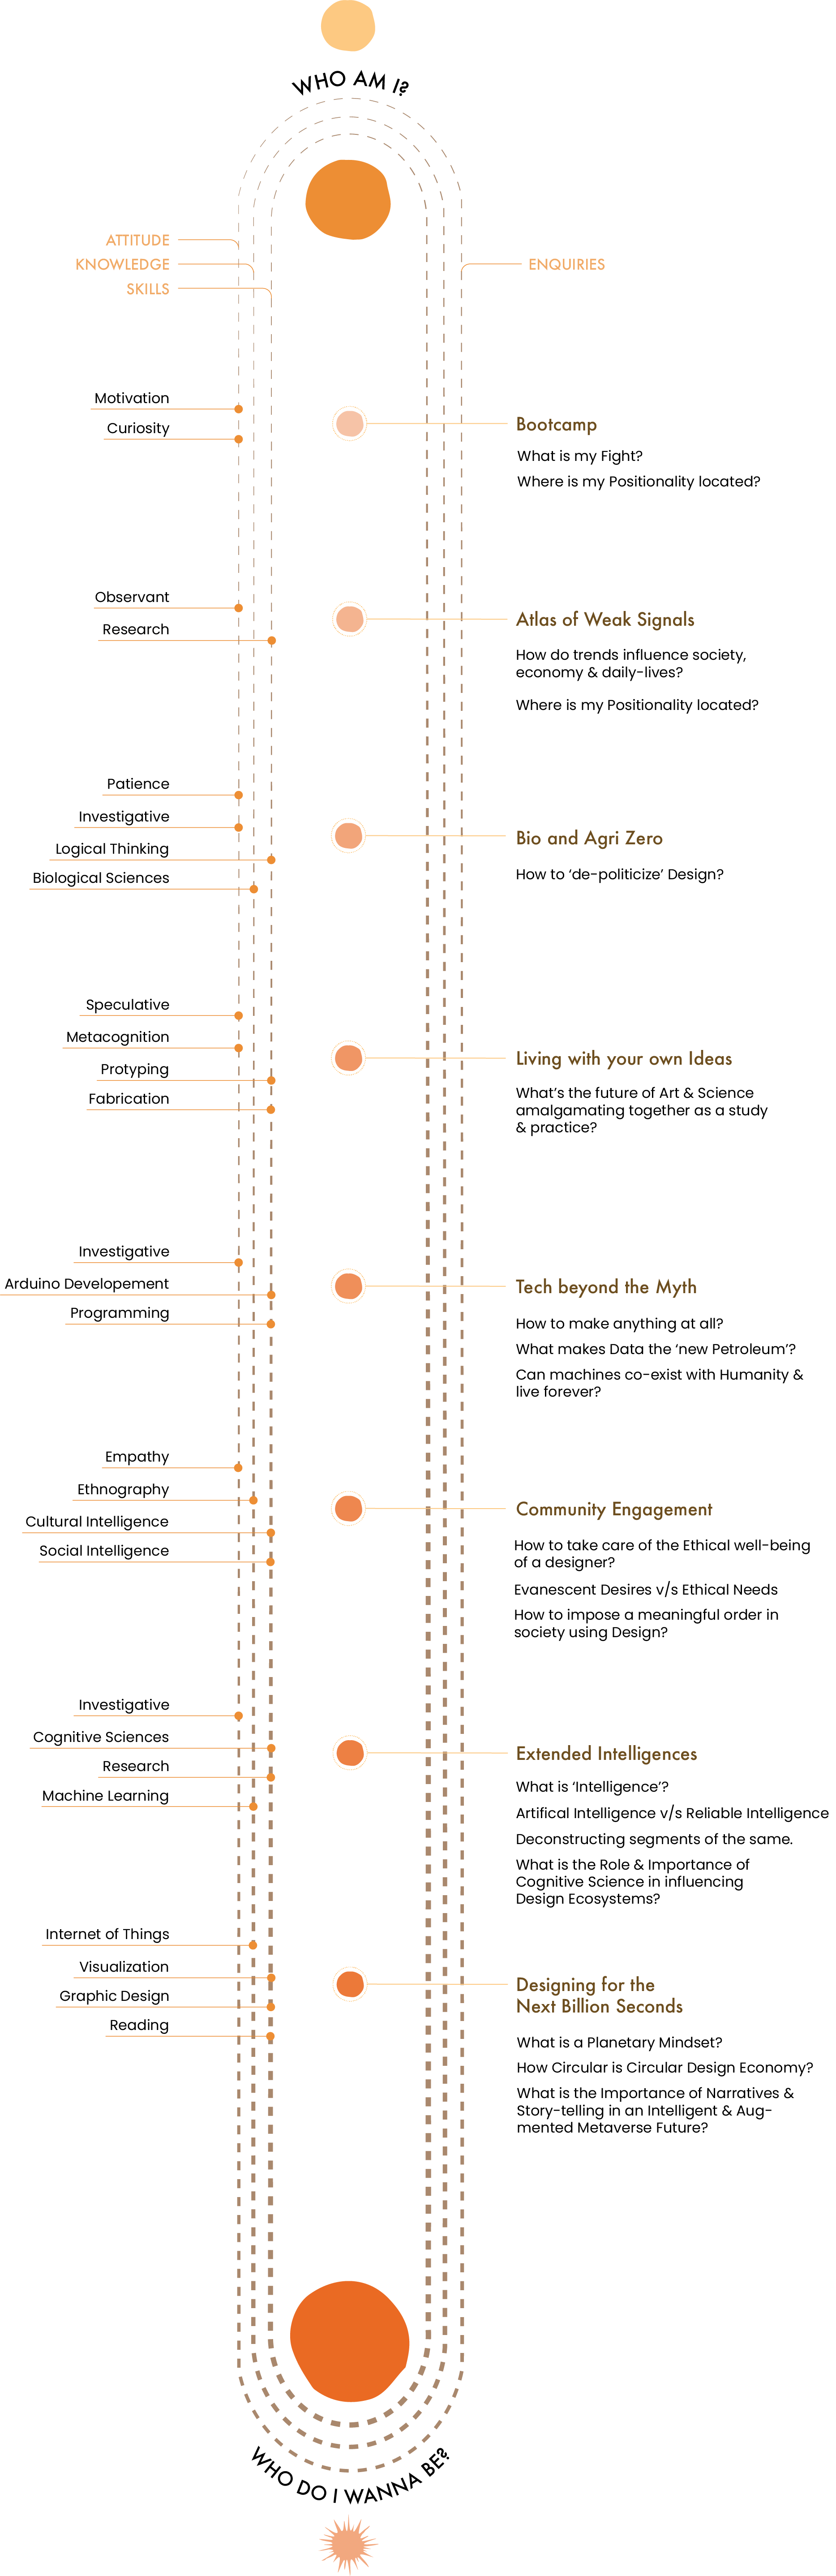 WHO AM I?
ATTITUDE
KNOWLEDGE
SKILLS
ENQUIRIES
Motivation
Curiosity
Bootcamp
What is my Fight?
Where is my Positionality located?
Observant
Research
Atlas of Weak Signals
How do trends influence society,
economy & daily-lives?
Where is my Positionality located?
Patience
Investigative
Logical Thinking
Biological Sciences
Bio and Agri Zero
How to ‘de-politicize’ Design?
Speculative
Metacognition
Protyping
Fabrication
Living with your own Ideas
What’s the future of Art & Science
amalgamating together as a study
& practice?
Investigative
Arduino Developement
Programming
Tech beyond the Myth
How to make anything at all?
What makes Data the ‘new Petroleum’?
Can machines co-exist with Humanity &
live forever?
Empathy
Ethnography
Cultural Intelligence
Social Intelligence
Community Engagement
How to take care of the Ethical well-being
of a designer?
Evanescent Desires v/s Ethical Needs
How to impose a meaningful order in
society using Design?
Investigative
Cognitive Sciences
Research
Machine Learning
Extended Intelligences
What is ‘Intelligence’?
Artifical Intelligence v/s Reliable Intelligence
Deconstructing segments of the same.
What is the Role & Importance of
Cognitive Science in influencing
Design Ecosystems?
Internet of Things
Visualization
Graphic Design
Reading
Designing for the
Next Billion Seconds
What is a Planetary Mindset?
How Circular is Circular Design Economy?
What is the Importance of Narratives &
Story-telling in an Intelligent & Aug-
mented Metaverse Future?
WHO DO I WANNA BE?